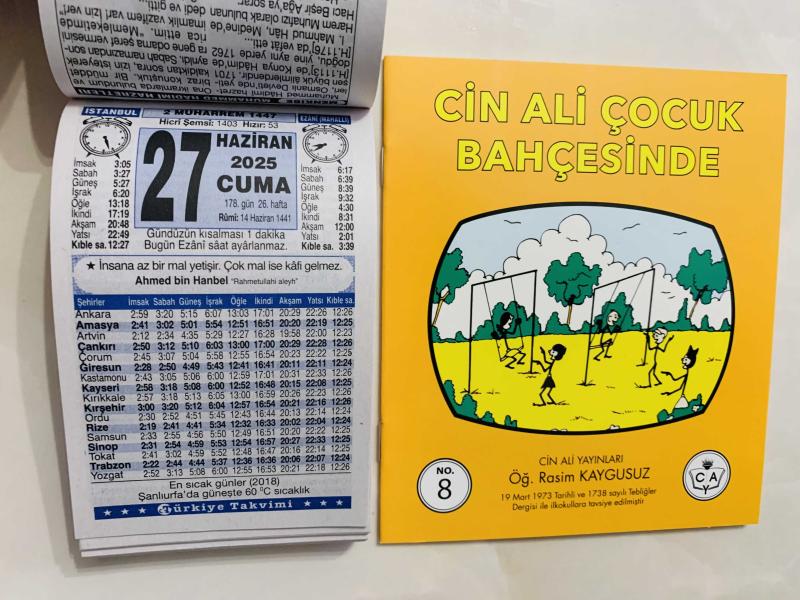 MENKIBE MUHAMMED HÂDİMÎ HAZRETLERİ
İSTANBUL
2 MUHARREM 1447
Hicrî Şemsî: 1403 Hızır: 53
EZÂNÎ (MAHALLÎ)
27
HAZİRAN
2025
CUMA
178. gün 26. hafta
Rûmî: 14 Haziran 1441
İmsak 3:05
Sabah 3:27
Güneş 5:27
İşrak 6:20
Öğle 13:18
İkindi 17:19
Akşam 20:48
Yatsı 22:49
Kıble sa. 12:27
İmsak 6:17
Sabah 6:39
Güneş 8:39
İşrak 9:32
Öğle 4:30
İkindi 8:31
Akşam 12:00
Yatsı 2:01
Kıble sa. 3:39
Gündüzün kısalması 1 dakika
Bugün Ezânî sâat ayârlanmaz.
★ İnsana az bir mal yetişir. Çok mal ise kâfi gelmez.
Ahmed bin Hanbel "Rahmetullahi aleyh"
Şehirler İmsak Sabah Güneş İşrak Öğle İkindi Akşam Yatsı Kıble sa.
Ankara 2:59 3:20 5:15 6:07 13:03 17:01 20:29 22:26 12:26
Amasya 2:41 3:02 5:01 5:54 12:51 16:51 20:20 22:19 12:25
Artvin 2:12 2:34 4:35 5:29 12:27 16:28 19:58 22:00 12:23
Çankırı 2:50 3:12 5:10 6:03 13:00 17:00 20:29 22:28 12:26
Çorum 2:45 3:07 5:04 5:58 12:55 16:54 20:23 22:22 12:25
Giresun 2:28 2:50 4:49 5:43 12:41 16:41 20:11 22:11 12:24
Kastamonu 2:43 3:05 5:06 6:00 12:59 17:01 20:31 22:33 12:26
Kayseri 2:58 3:18 5:08 6:00 12:52 16:48 20:15 22:08 12:25
Kırıkkale 2:57 3:18 5:13 6:05 13:00 16:59 20:26 22:23 12:26
Kırşehir 3:00 3:20 5:12 6:04 12:57 16:54 20:21 22:16 12:26
Ordu 2:30 2:52 4:51 5:45 12:43 16:44 20:13 22:14 12:24
Rize 2:19 2:41 4:41 5:34 12:32 16:33 20:02 22:04 12:24
Samsun 2:33 2:55 4:56 5:50 12:49 16:51 20:20 22:22 12:25
Sinop 2:31 2:54 4:59 5:53 12:54 16:57 20:27 22:33 12:25
Tokat 2:41 3:02 4:59 5:52 12:48 16:47 20:16 22:14 12:25
Trabzon 2:22 2:44 4:44 5:37 12:36 16:36 20:06 22:07 12:24
Yozgat 2:52 3:13 5:08 6:00 12:55 16:53 20:21 22:18 12:26
En sıcak günler (2018)
Şanlıurfa'da güneşte 60 °C sıcaklık
★ ★ ★ Türkiye Takvimi ★ ★ ★
CİN ALİ ÇOCUK
BAHÇESİNDE
CİN ALİ YAYINLARI
Öğ. Rasim KAYGUSUZ
19 Mart 1973 Tarihli ve 1738 sayılı Tebliğler
Dergisi ile ilkokullara tavsiye edilmiştir
NO.
8
C A
Y